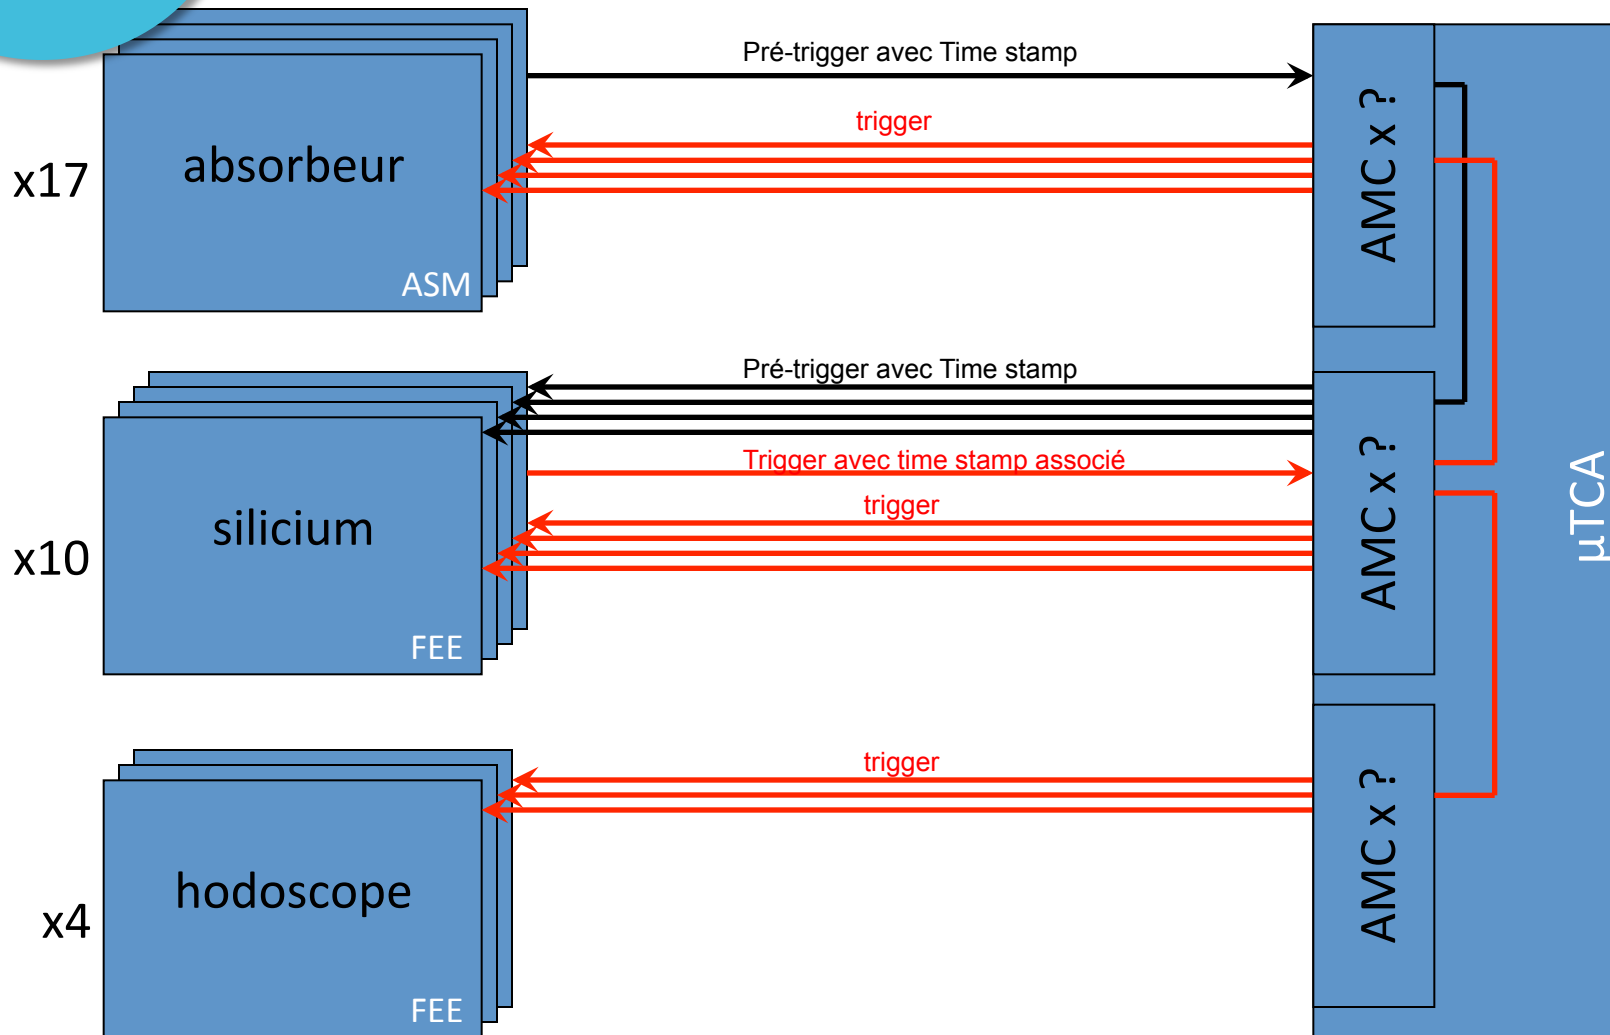 Pré-trigger avec Time stamp
trigger
x17
absorbeur
ASM
AMC x ?
Pré-trigger avec Time stamp
Trigger avec time stamp associé
trigger
x10
silicium
FEE
AMC x ?
µTCA
trigger
x4
hodoscope
FEE
AMC x ?